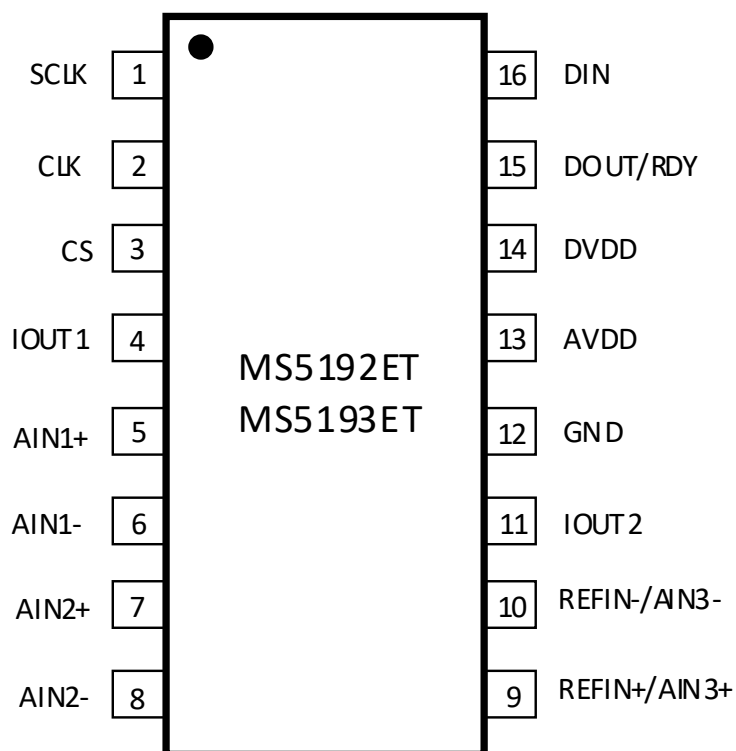 SCLK 1 16 DIN
CLK 2 15 DOUT/RDY
CS 3 14 DVDD
IOUT1 4 13 AVDD
MS5192ET
MS5193ET
AIN1+ 5 12 GND
AIN1- 6 11 IOUT2
AIN2+ 7 10 REFIN-/AIN3-
AIN2- 8 9 REFIN+/AIN3+